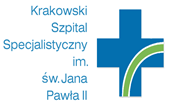 Krakowski
Szpital
Specjalistyczny
im.
św.Jana
Pawła II